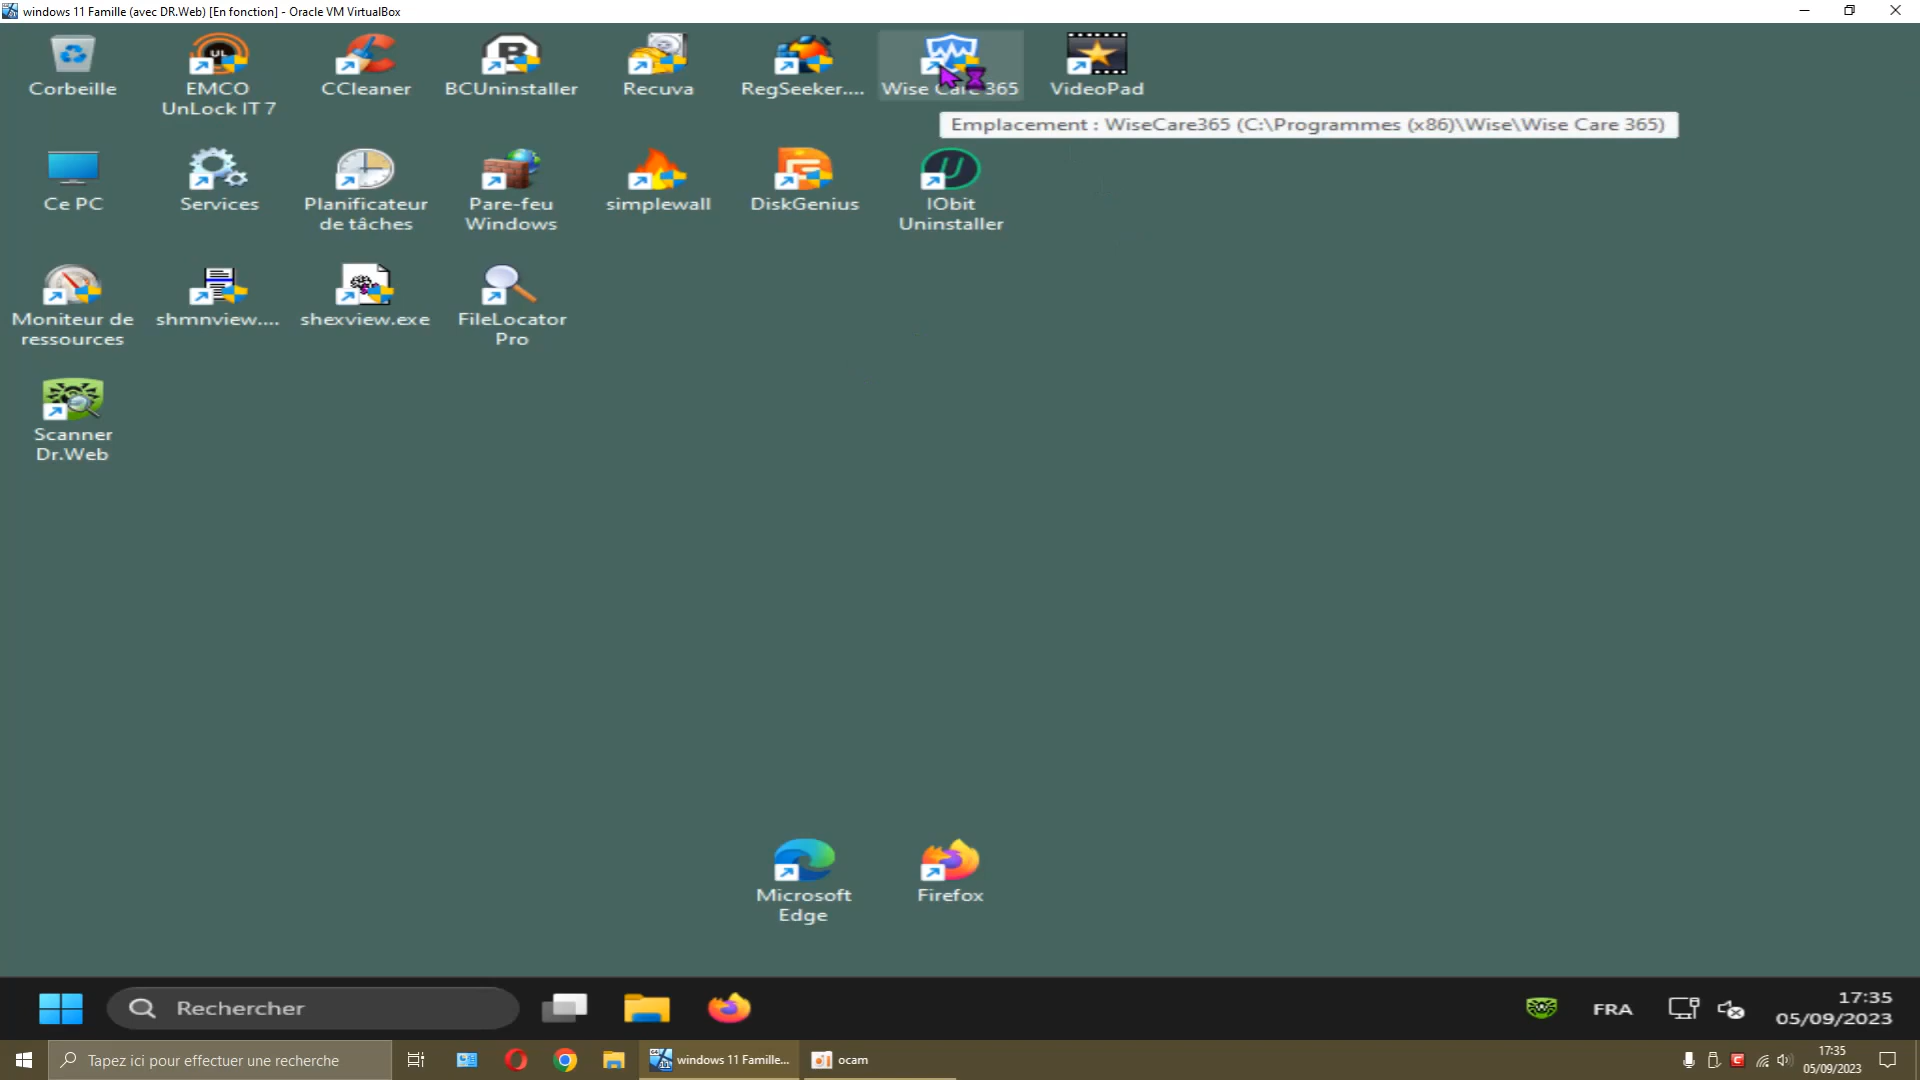 windows 11 Famille (avec DR.Web) [En fonction] - Oracle VM VirtualBox
Corbeille
EMCO
UnLock IT 7
CCleaner
BCUninstaller
Recuva
RegSeeker....
Wise Care 365
VideoPad
Emplacement : WiseCare365 (C:\Programmes (x86)\Wise\Wise Care 365)
Ce PC
Services
Planificateur
de tâches
Pare-feu
Windows
simplewall
DiskGenius
IObit
Uninstaller
Moniteur de
ressources
shmnview....
shexview.exe
FileLocator
Pro
Scanner
Dr.Web
Microsoft
Edge
Firefox
Rechercher
FRA
17:35
05/09/2023
Tapez ici pour effectuer une recherche
windows 11 Famille...
ocam
17:35
05/09/2023